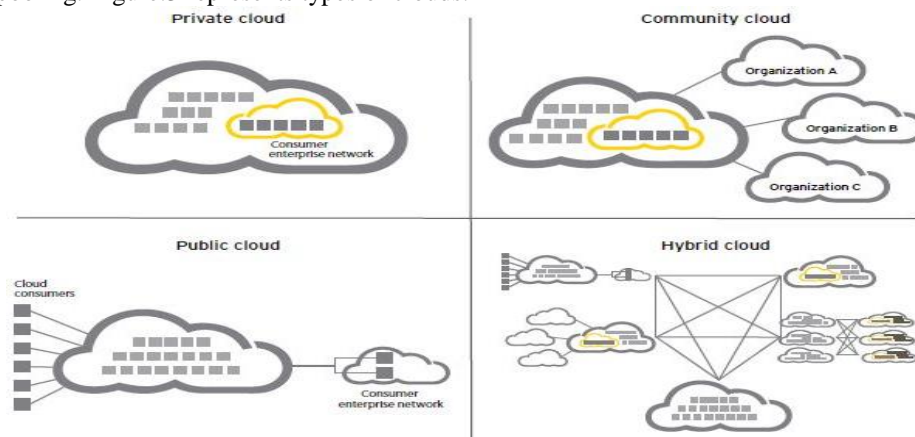 Private cloud
Community cloud
Consumer
enterprise network
Organization A
Organization B
Organization C
Public cloud
Hybrid cloud
Cloud
consumers
Consumer
enterprise network